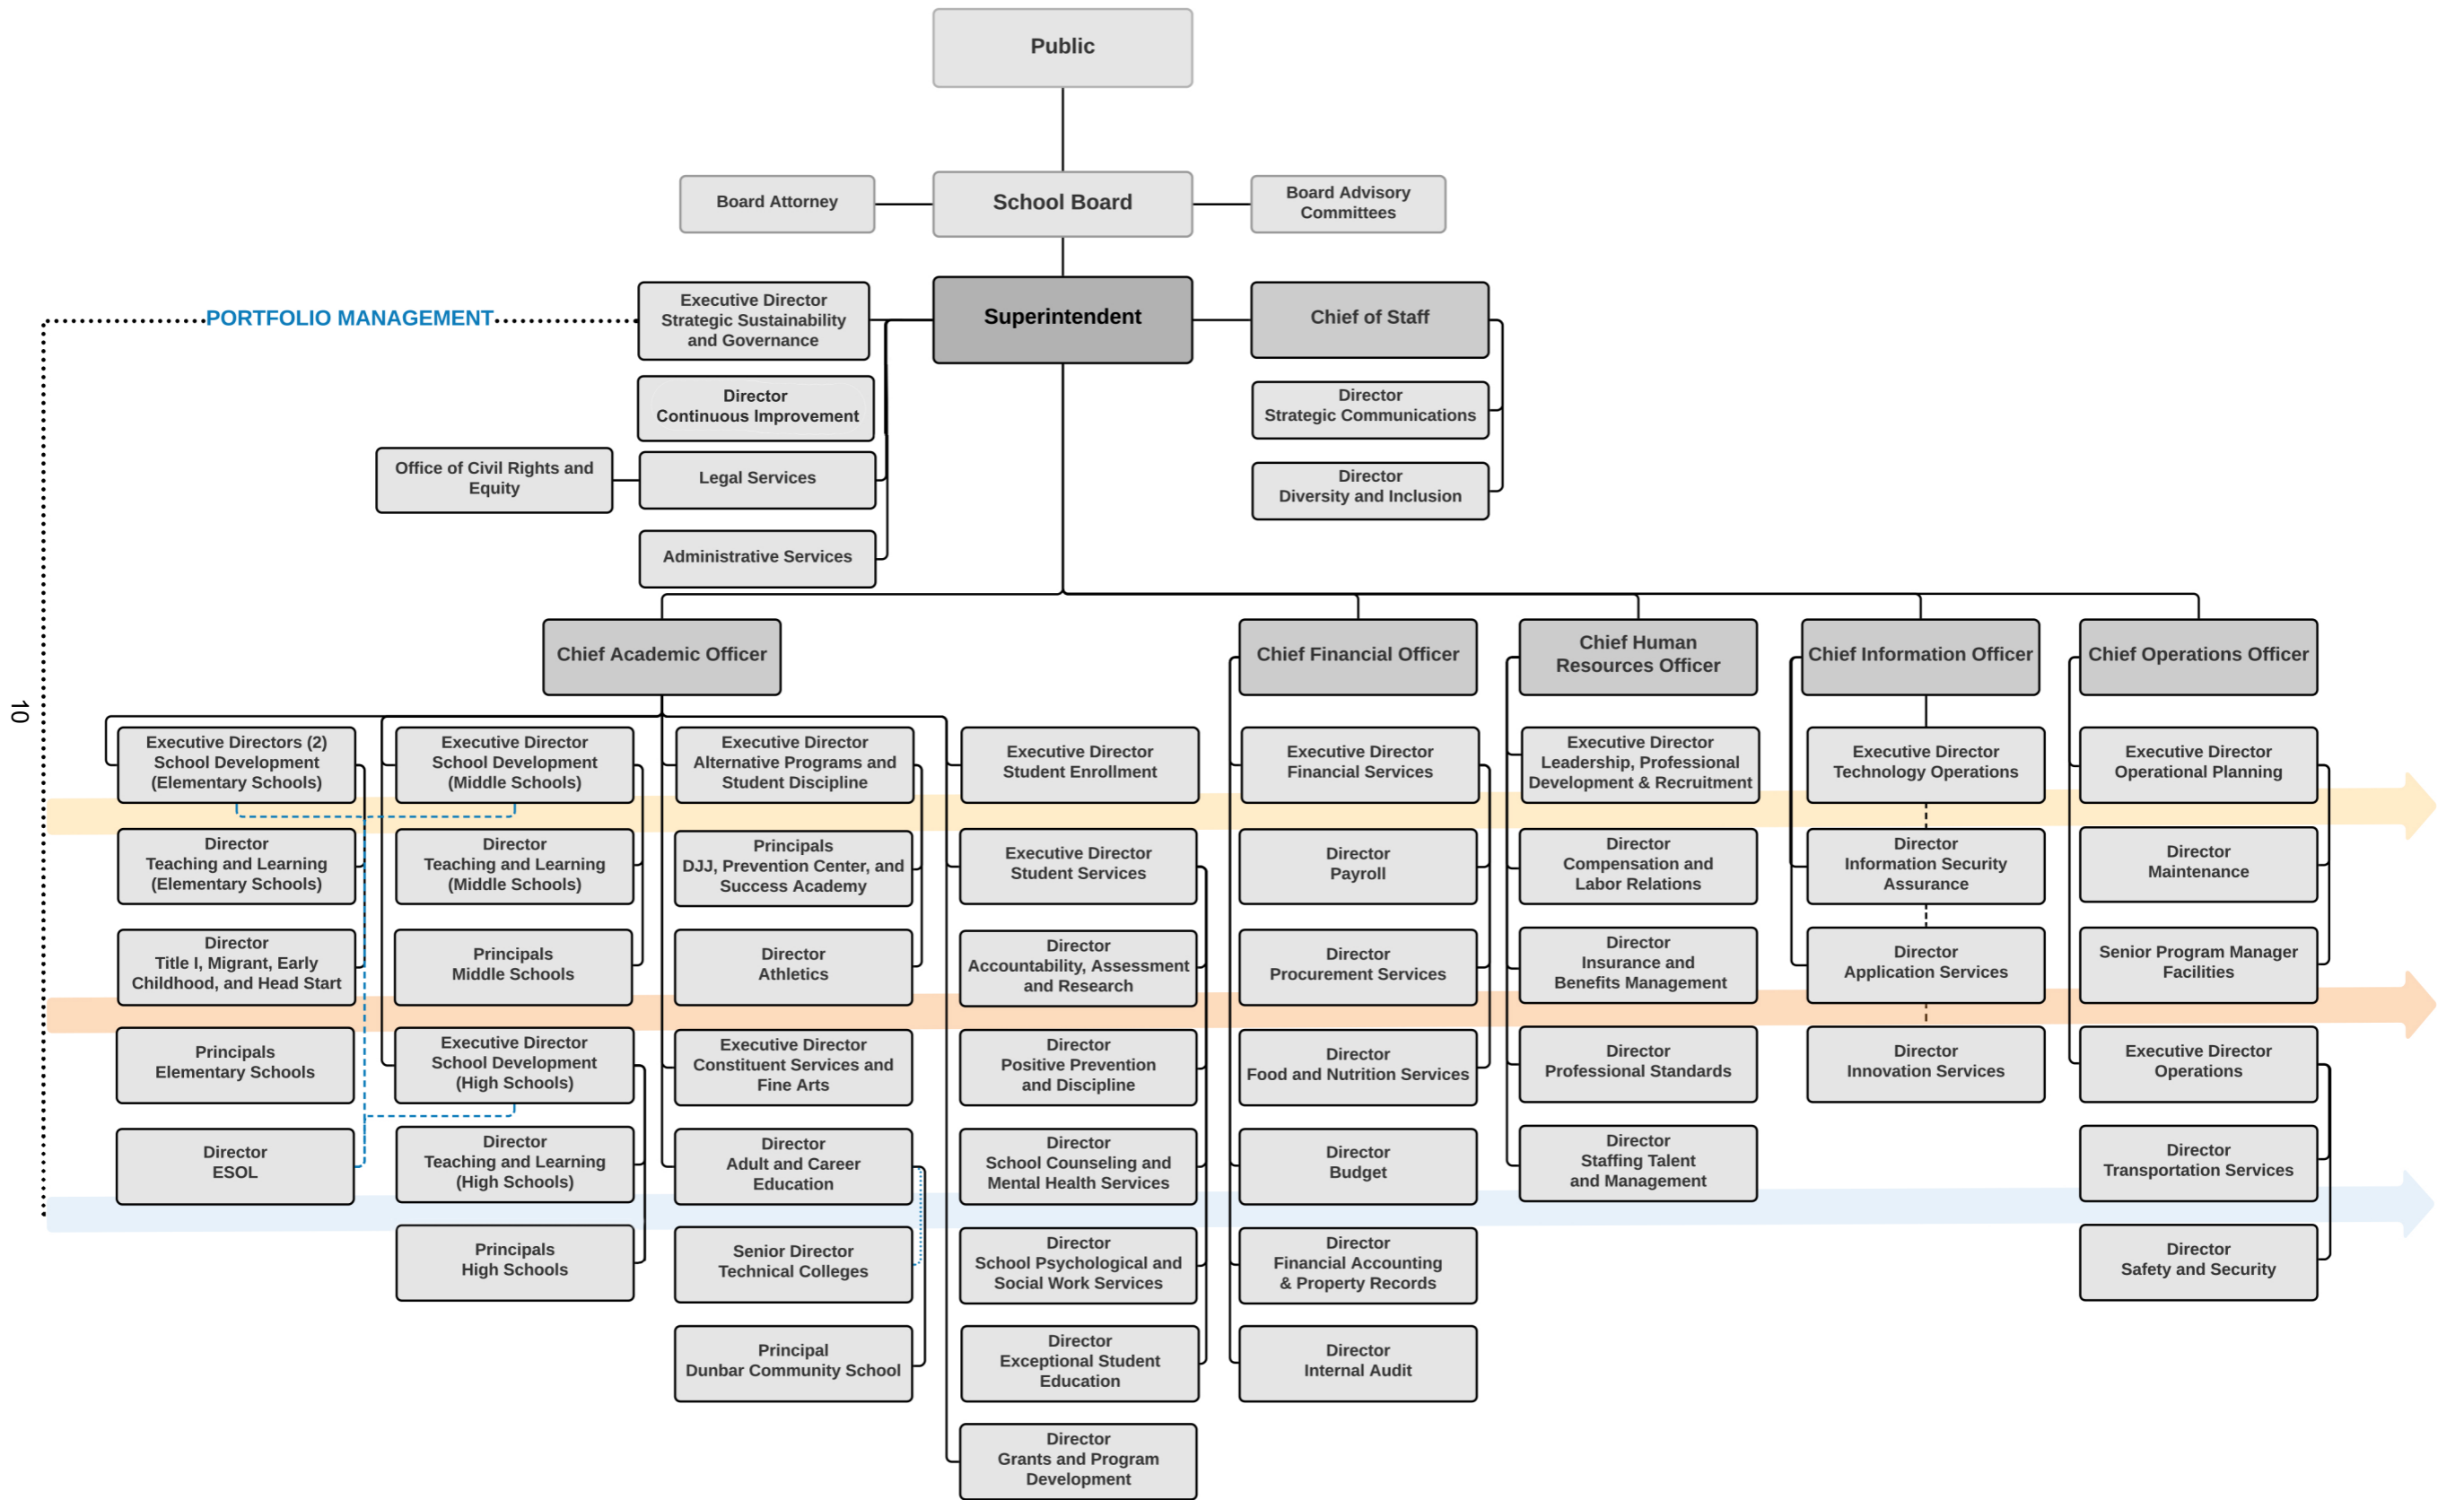 Public
Board Attorney
School Board
Board Advisory
Committees
PORTFOLIO MANAGEMENT
Executive Director
Strategic Sustainability
and Governance
Superintendent
Chief of Staff
Director
Continuous Improvement
Director
Strategic Communications
Office of Civil Rights and
Equity
Legal Services
Director
Diversity and Inclusion
Administrative Services
Chief Academic Officer
Chief Financial Officer
Chief Human
Resources Officer
Chief Information Officer
Chief Operations Officer
10
Executive Directors (2)
School Development
(Elementary Schools)
Executive Director
School Development
(Middle Schools)
Executive Director
Alternative Programs and
Student Discipline
Executive Director
Student Enrollment
Executive Director
Financial Services
Executive Director
Leadership, Professional
Development & Recruitment
Executive Director
Technology Operations
Executive Director
Operational Planning
Director
Teaching and Learning
(Elementary Schools)
Director
Teaching and Learning
(Middle Schools)
Principals
DJJ, Prevention Center, and
Success Academy
Executive Director
Student Services
Director
Payroll
Director
Compensation and
Labor Relations
Director
Information Security
Assurance
Director
Maintenance
Director
Title I, Migrant, Early
Childhood, and Head Start
Principals
Middle Schools
Director
Athletics
Director
Accountability, Assessment
and Research
Director
Procurement Services
Director
Insurance and
Benefits Management
Director
Application Services
Senior Program Manager
Facilities
Principals
Elementary Schools
Executive Director
School Development
(High Schools)
Executive Director
Constituent Services and
Fine Arts
Director
Positive Prevention
and Discipline
Director
Food and Nutrition Services
Director
Professional Standards
Director
Innovation Services
Executive Director
Operations
Director
ESOL
Director
Teaching and Learning
(High Schools)
Director
Adult and Career
Education
Director
School Counseling and
Mental Health Services
Director
Budget
Director
Staffing Talent
and Management
Director
Transportation Services
Principals
High Schools
Senior Director
Technical Colleges
Director
School Psychological and
Social Work Services
Director
Financial Accounting
& Property Records
Director
Safety and Security
Principal
Dunbar Community School
Director
Exceptional Student
Education
Director
Internal Audit
Director
Grants and Program
Development